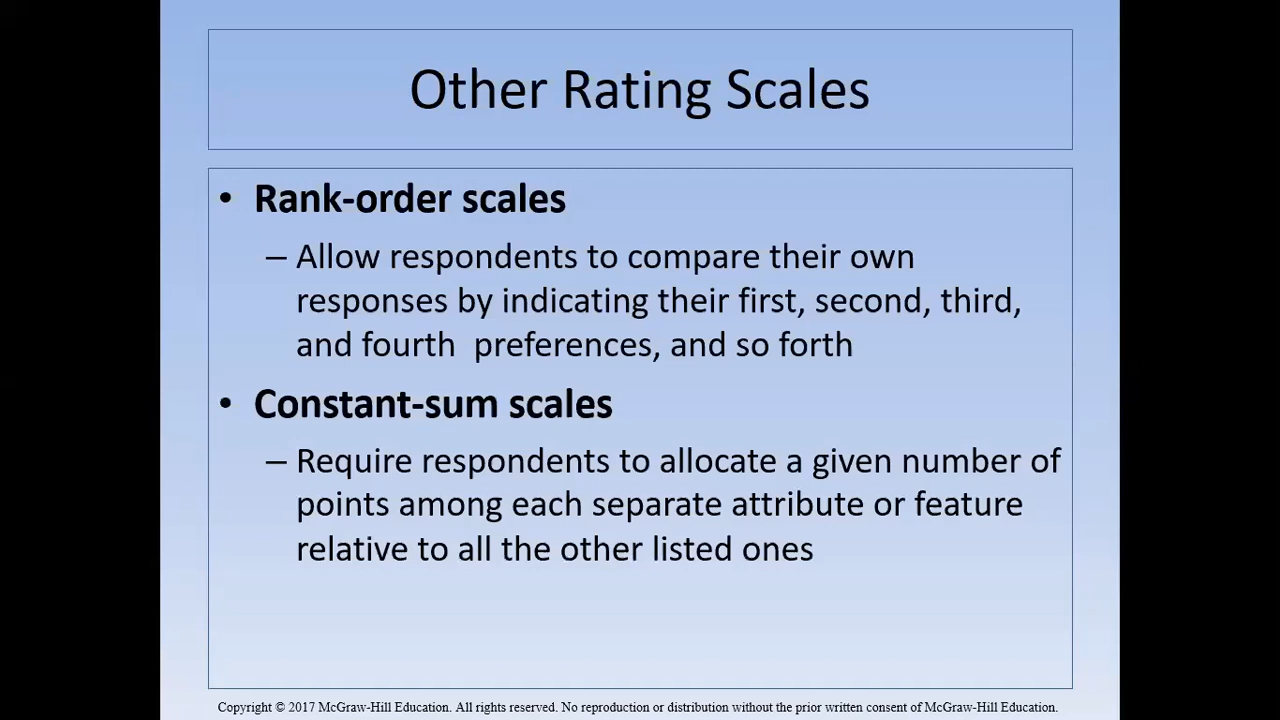 Other Rating Scales
• Rank-order scales
– Allow respondents to compare their own
responses by indicating their first, second, third,
and fourth  preferences, and so forth
• Constant-sum scales
– Require respondents to allocate a given number of
points among each separate attribute or feature
relative to all the other listed ones
Copyright © 2017 McGraw-Hill Education. All rights reserved. No reproduction or distribution without the prior written consent of McGraw-Hill Education.